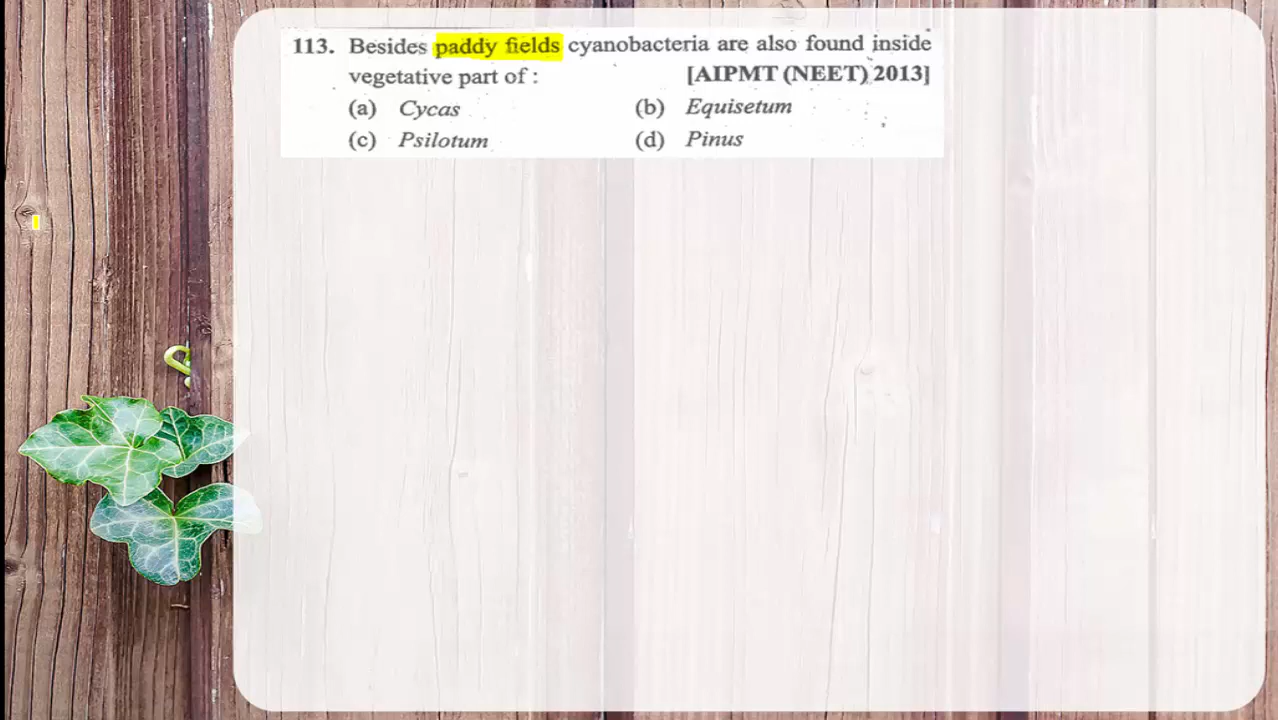 113. Besides paddy fields cyanobacteria are also found inside
vegetative part of : [AIPMT (NEET) 2013]
(a) Cycas (b) Equisetum
(c) Psilotum (d) Pinus